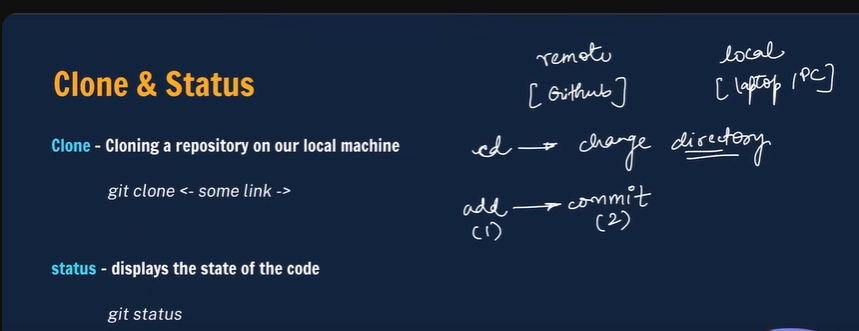 Clone & Status
Clone - Cloning a repository on our local machine
git clone <- some link ->
status - displays the state of the code
git status
remote
[Github]
local
[laptop, PC]
cd → change directory
add → commit
(1) (2)